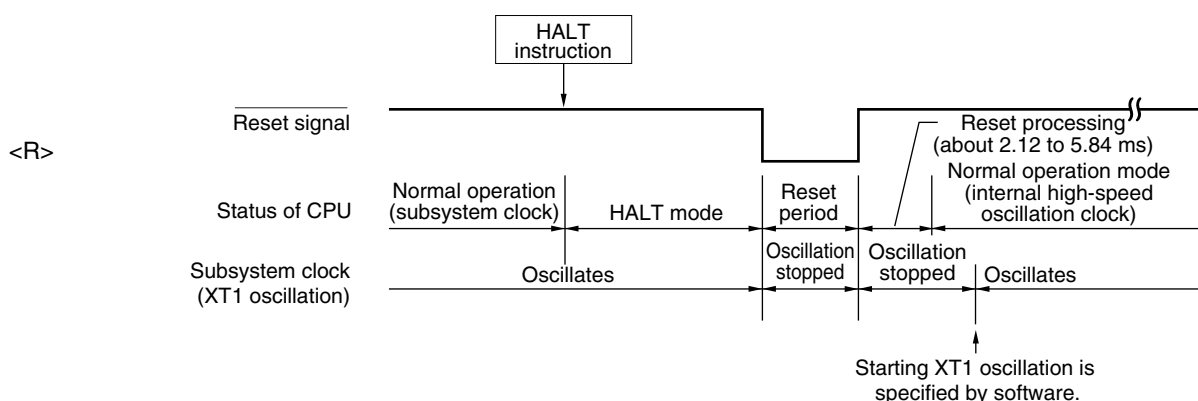 HALT
instruction
Reset signal
<R>
Reset processing
(about 2.12 to 5.84 ms)
Status of CPU
Normal operation
(subsystem clock)
HALT mode
Reset
period
Normal operation mode
(internal high-speed
oscillation clock)
Subsystem clock
(XT1 oscillation)
Oscillates
Oscillation
stopped
Oscillation
stopped
Oscillates
Starting XT1 oscillation is
specified by software.